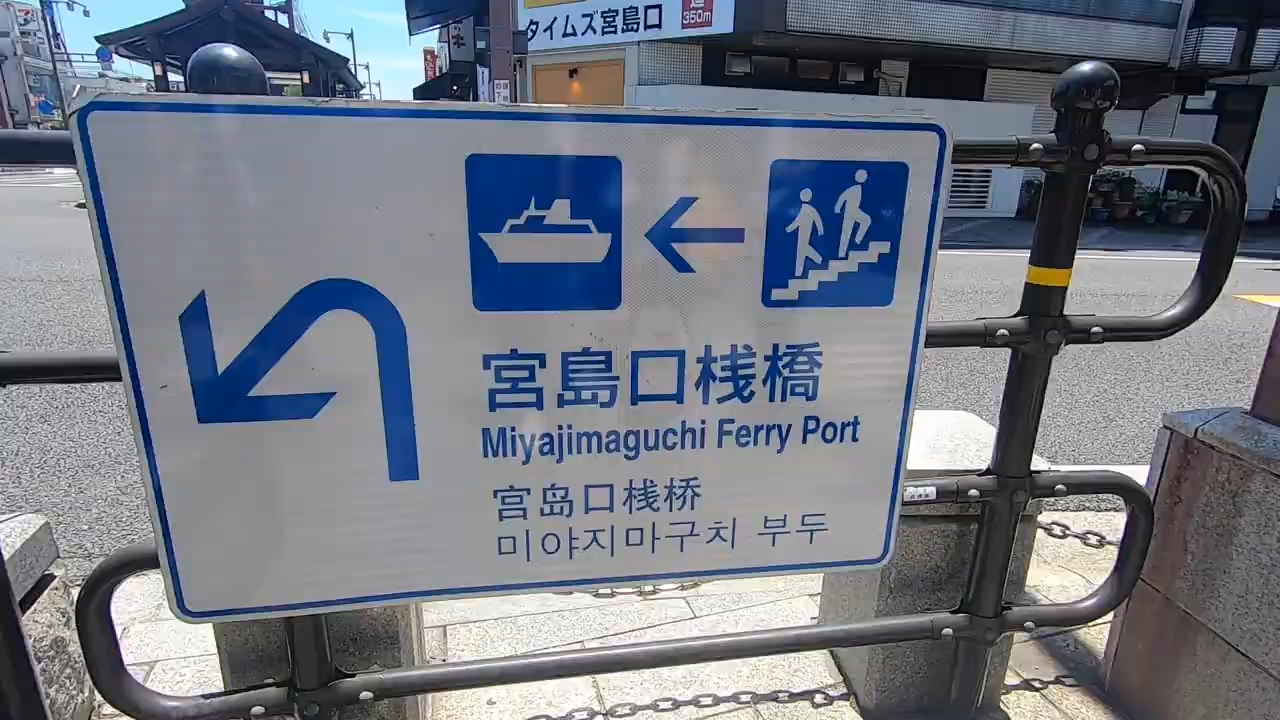 タイムズ宮島口
350m
宮島口桟橋
Miyajimaguchi Ferry Port
宫岛口栈桥
미야지마구치 부두